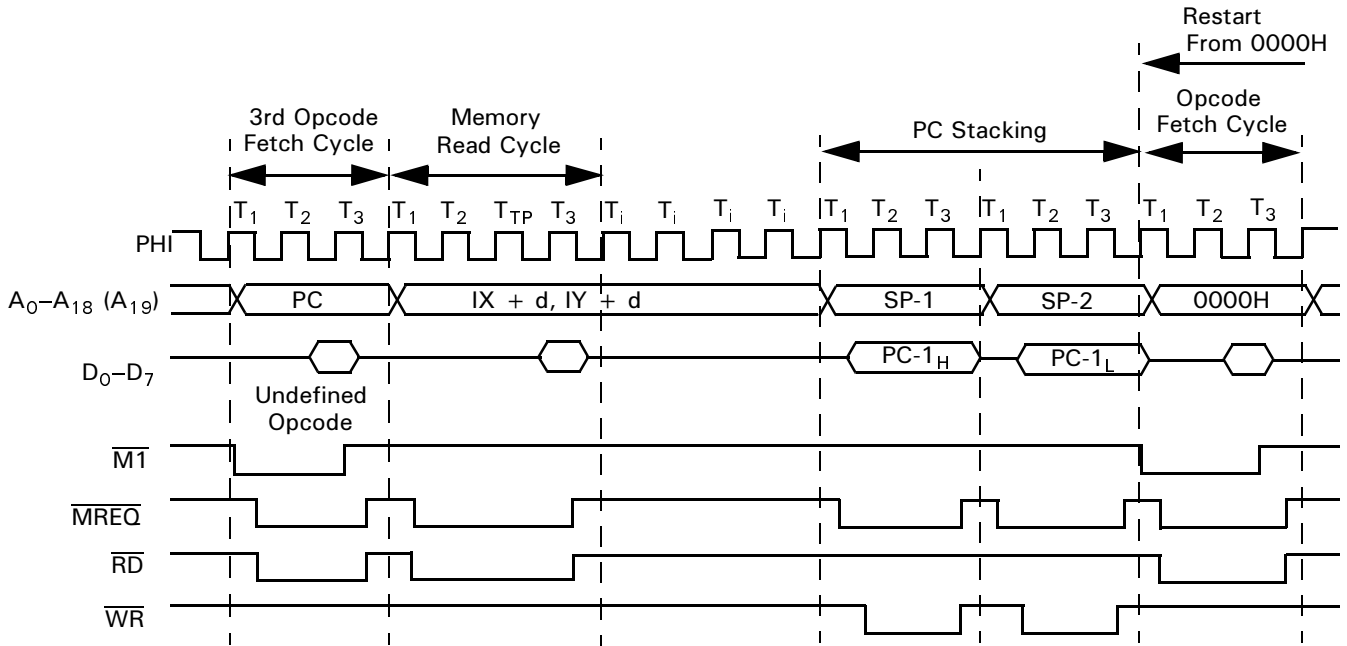 Restart
From 0000H
3rd Opcode
Fetch Cycle
Memory
Read Cycle
PC Stacking
Opcode
Fetch Cycle
T1 T2 T3 T1 T2 TTP T3 Ti Ti Ti Ti T1 T2 T3 T1 T2 T3 T1 T2 T3
PHI
A0–A18 (A19) PC IX + d, IY + d SP-1 SP-2 0000H
D0–D7 PC-1H PC-1L
Undefined
Opcode
M1
MREQ
RD
WR